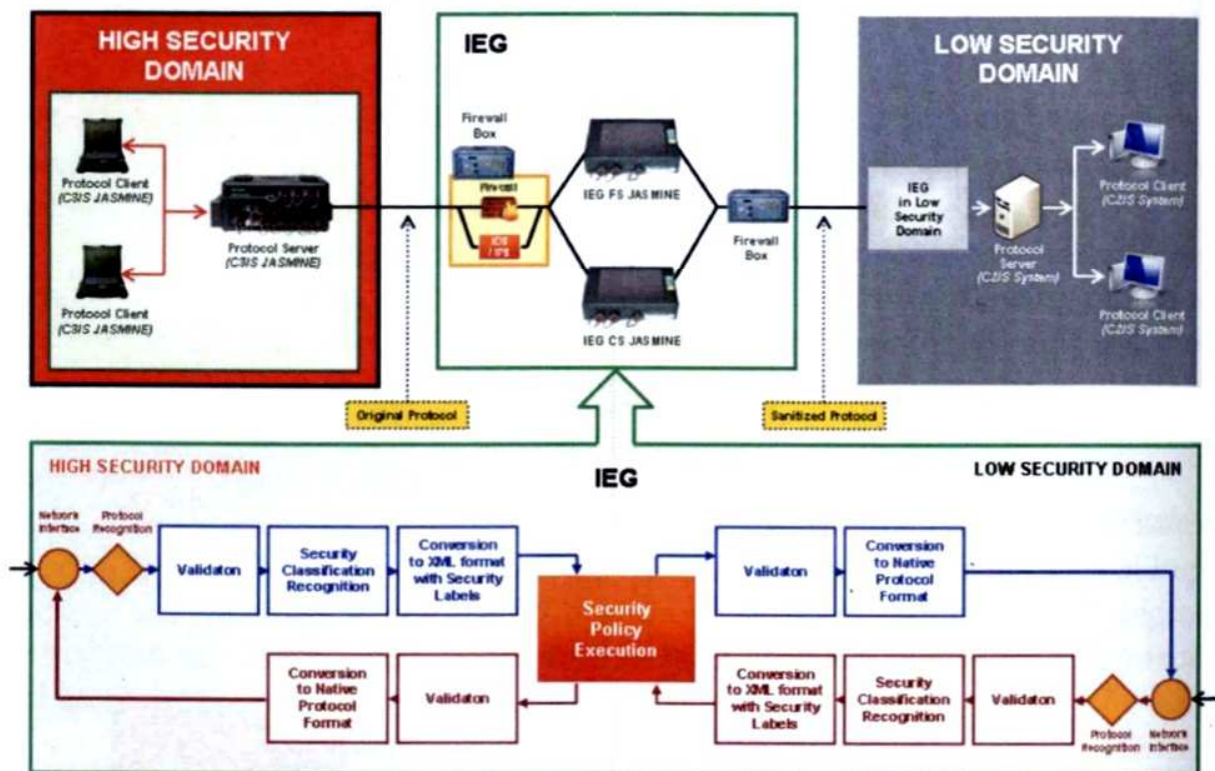 HIGH SECURITY
DOMAIN
Protocol Client
(C3IS JASMINE)
Protocol Server
(C3IS JASMINE)
Protocol Client
(C3IS JASMINE)
IEG
Firewall
Box
Firewall
IDS
/ IPS
IEG FS JASMINE
IEG CS JASMINE
Firewall
Box
LOW SECURITY
DOMAIN
IEG
in Low
Security
Domain
Protocol
Server
(C2IS System)
Protocol Client
(C2IS System)
Protocol Client
(C2IS System)
Original Protocol
Sanitized Protocol
HIGH SECURITY DOMAIN
IEG
LOW SECURITY DOMAIN
Network
Interface
Protocol
Recognition
Validaton
Security
Classification
Recognition
Conversion
to XML format
with Security
Labels
Security
Policy
Execution
Validaton
Conversion
to Native
Protocol
Format
Conversion
to Native
Protocol
Format
Validaton
Conversion
to XML format
with Security
Labels
Security
Classification
Recognition
Validaton
Protocol
Recognition
Network
Interface